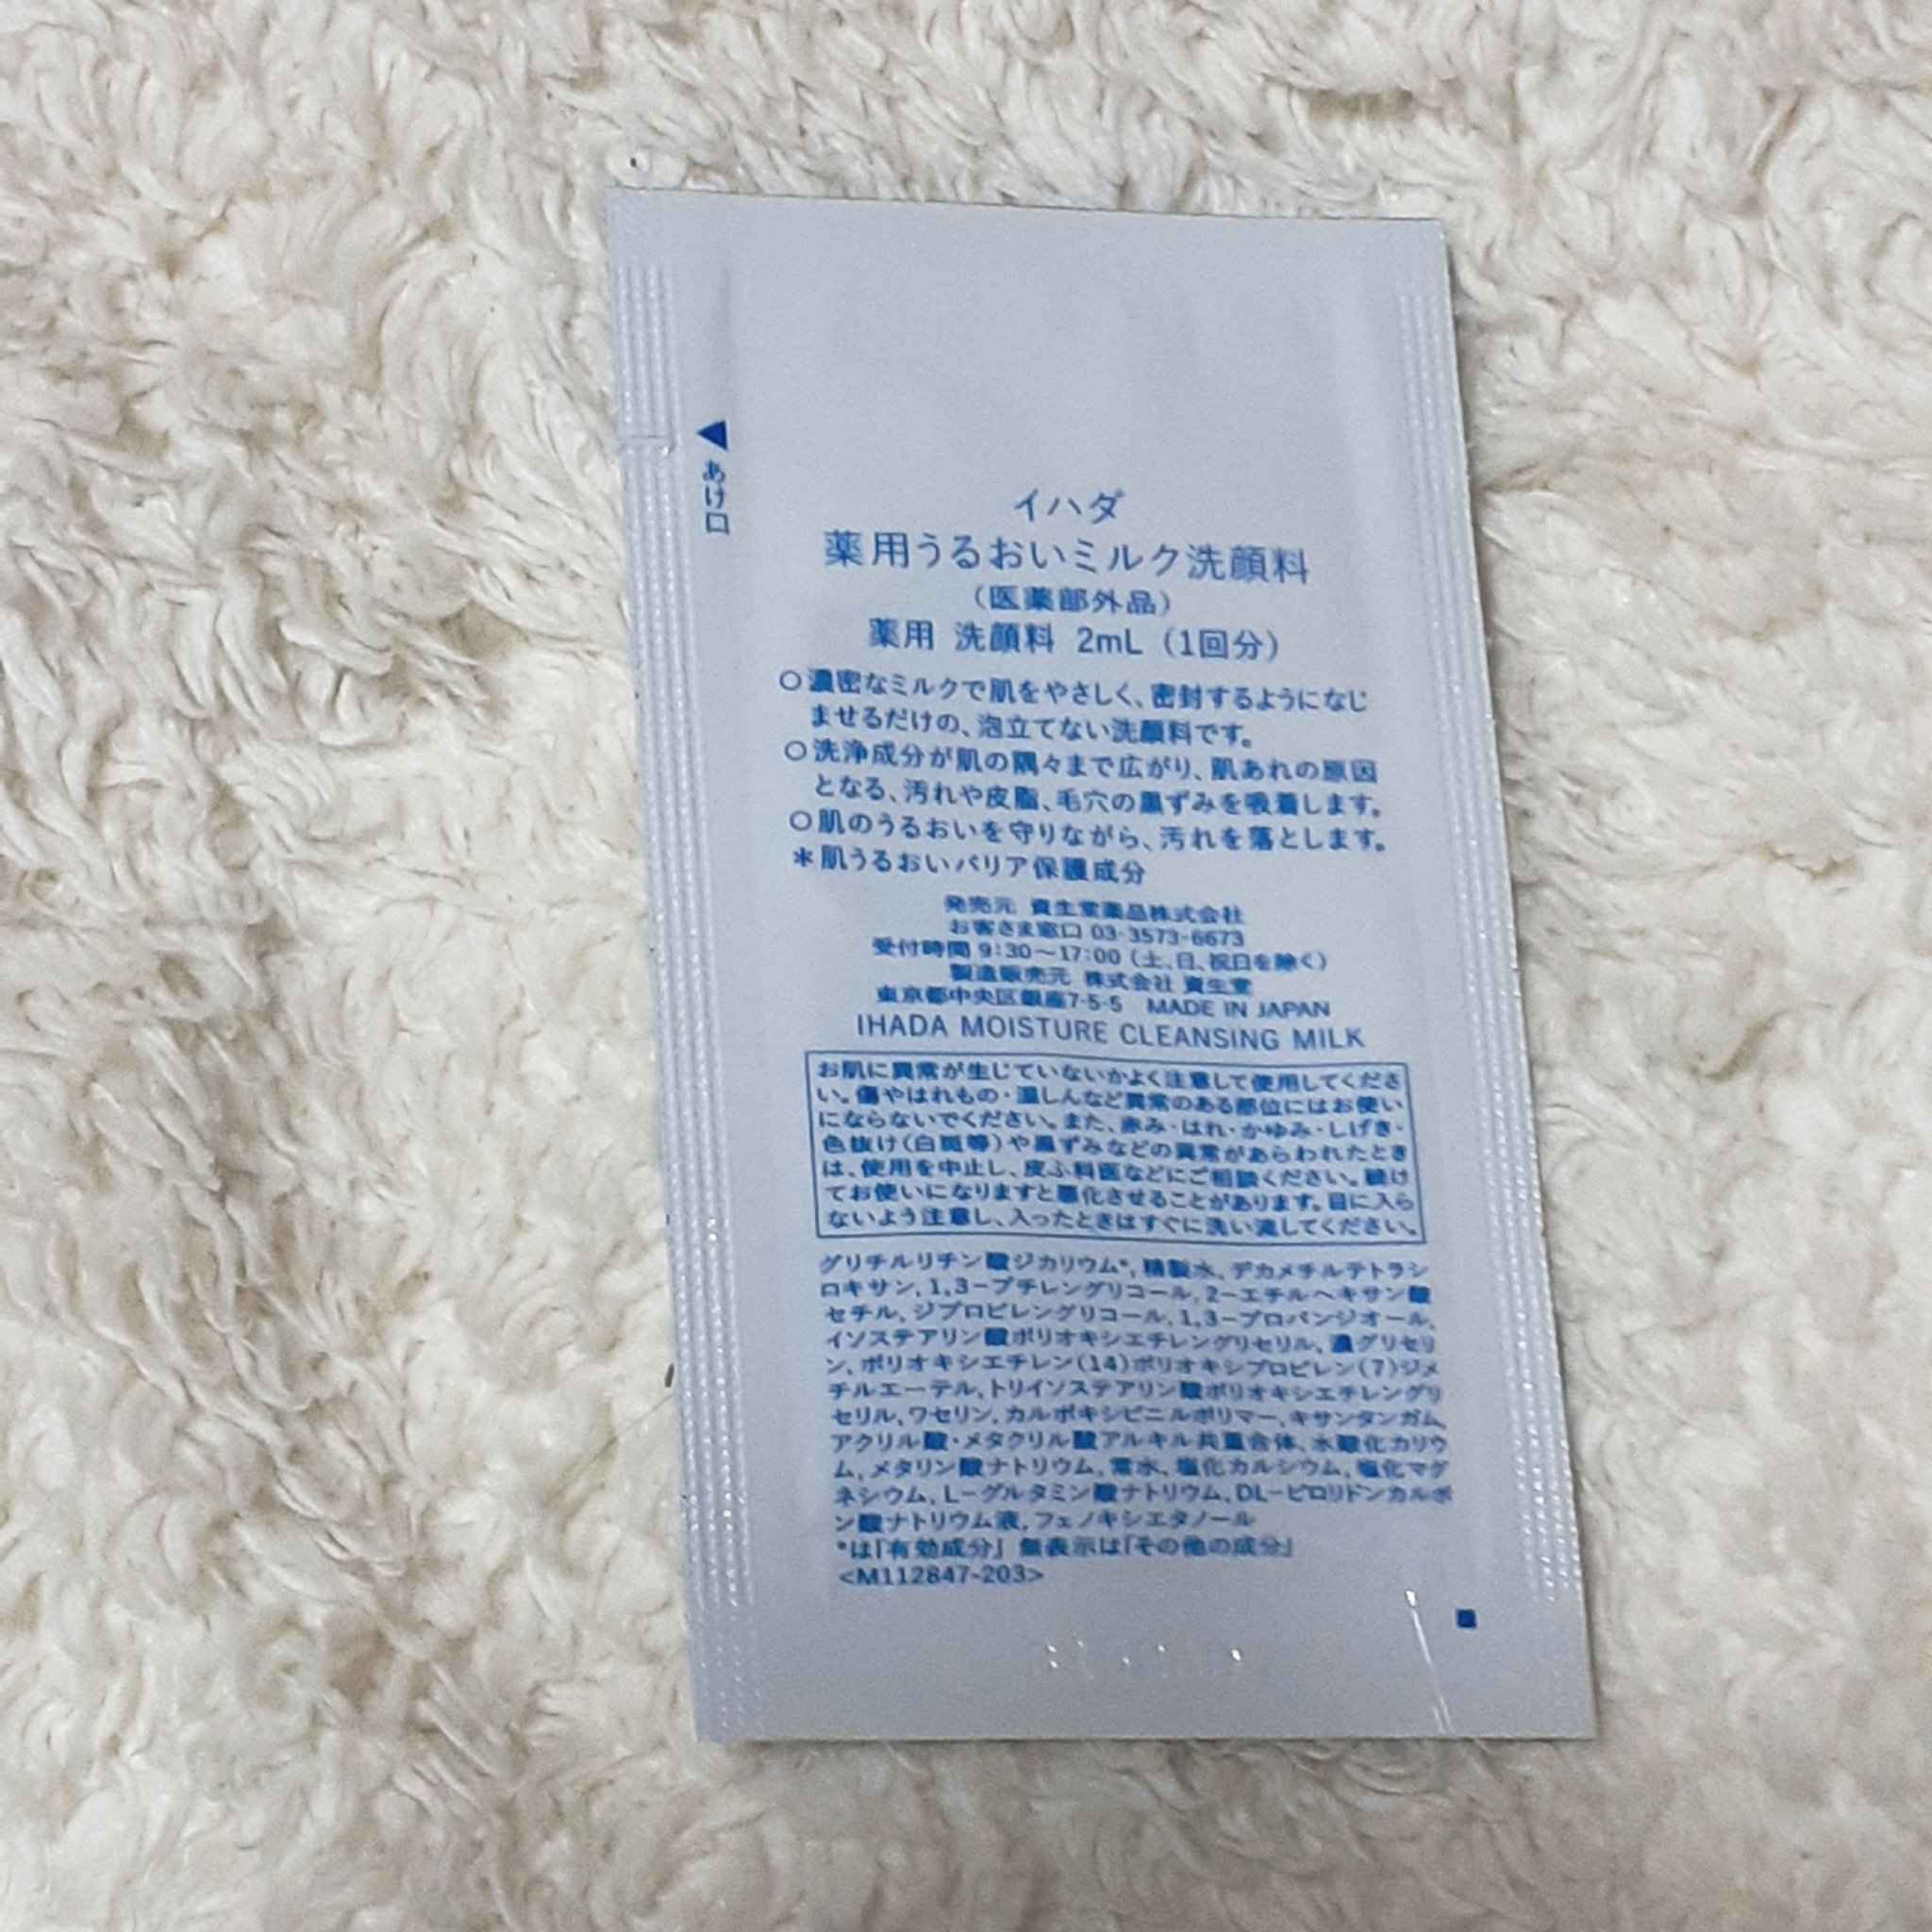 あけ口
イハダ
薬用うるおいミルク洗顔料
（医薬部外品）
薬用 洗顔料 2mL（1回分）
○濃密なミルクで肌をやさしく、密封するようになじ
ませるだけの、泡立てない洗顔料です。
○洗浄成分が肌の隅々まで広がり、肌あれの原因
となる、汚れや皮脂、毛穴の黒ずみを吸着します。
○肌のうるおいを守りながら、汚れを落とします。
＊肌うるおいバリア保護成分
発売元 資生堂薬品株式会社
お客さま窓口 03-3573-6673
受付時間 9:30〜17:00（土、日、祝日を除く）
製造販売元 株式会社 資生堂
東京都中央区銀座7-5-5 MADE IN JAPAN
IHADA MOISTURE CLEANSING MILK
お肌に異常が生じていないかよく注意して使用してくださ
い。傷やはれもの・湿しんなど異常のある部位にはお使い
にならないでください。また、赤み・はれ・かゆみ・しげき・
色抜け（白斑等）や黒ずみなどの異常があらわれたとき
は、使用を中止し、皮ふ科医などにご相談ください。続け
てお使いになりますと悪化させることがあります。目に入ら
ないよう注意し、入ったときはすぐに洗い流してください。
グリチルリチン酸ジカリウム*, 精製水, デカメチルテトラシ
ロキサン, 1,3−ブチレングリコール, 2−エチルヘキサン酸
セチル, ジプロピレングリコール, 1,3−プロパンジオール,
イソステアリン酸ポリオキシエチレングリセリル, 濃グリセリ
ン, ポリオキシエチレン(14)ポリオキシプロピレン(7)ジメ
チルエーテル, トリイソステアリン酸ポリオキシエチレングリ
セリル, ワセリン, カルボキシビニルポリマー, キサンタンガム,
アクリル酸・メタクリル酸アルキル共重合体, 水酸化カリウ
ム, メタリン酸ナトリウム, 常水, 塩化カルシウム, 塩化マグ
ネシウム, L−グルタミン酸ナトリウム, DL−ピロリドンカルボ
ン酸ナトリウム液, フェノキシエタノール
*は「有効成分」 無表示は「その他の成分」
<M112847-203>